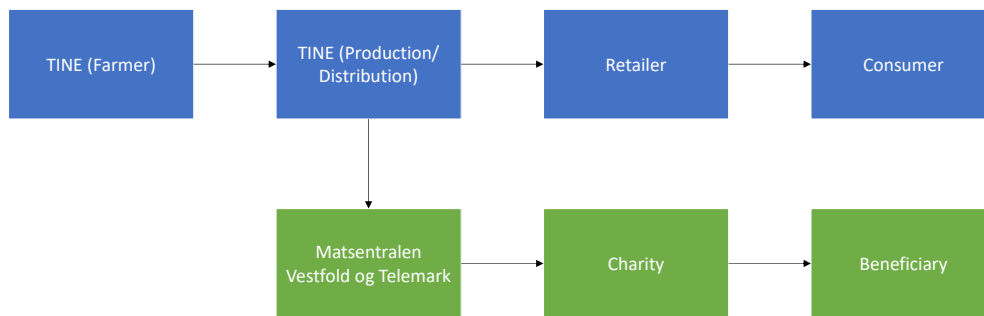 TINE (Farmer)
TINE (Production/
Distribution)
Retailer
Consumer
Matsentralen
Vestfold og Telemark
Charity
Beneficiary